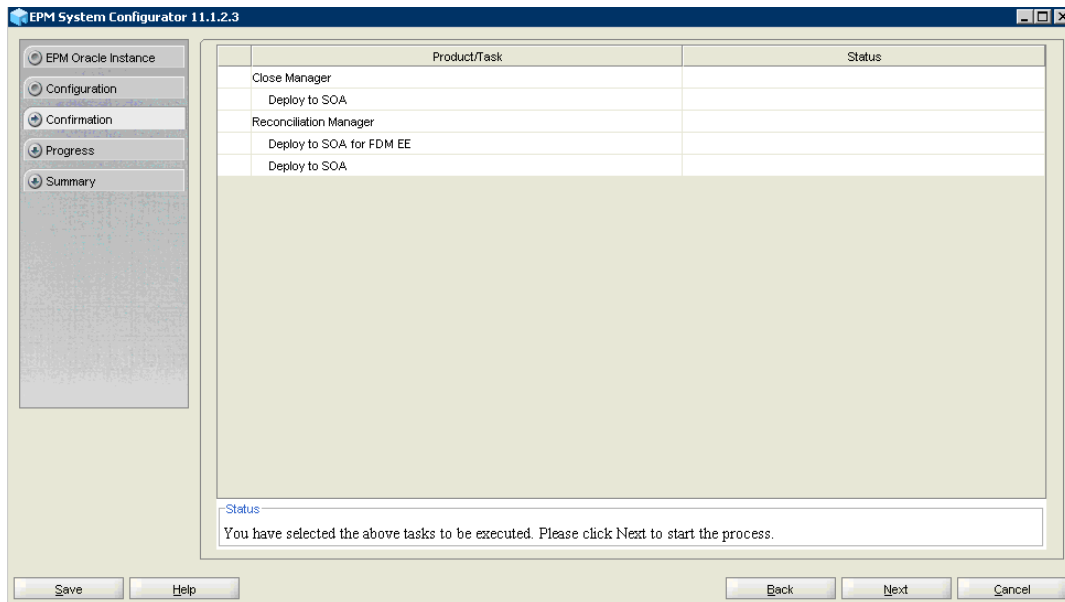 EPM System Configurator 11.1.2.3
EPM Oracle Instance
Configuration
Confirmation
Progress
Summary
Product/Task Status
Close Manager
Deploy to SOA
Reconciliation Manager
Deploy to SOA for FDM EE
Deploy to SOA
Status
You have selected the above tasks to be executed. Please click Next to start the process.
Save Help Back Next Cancel